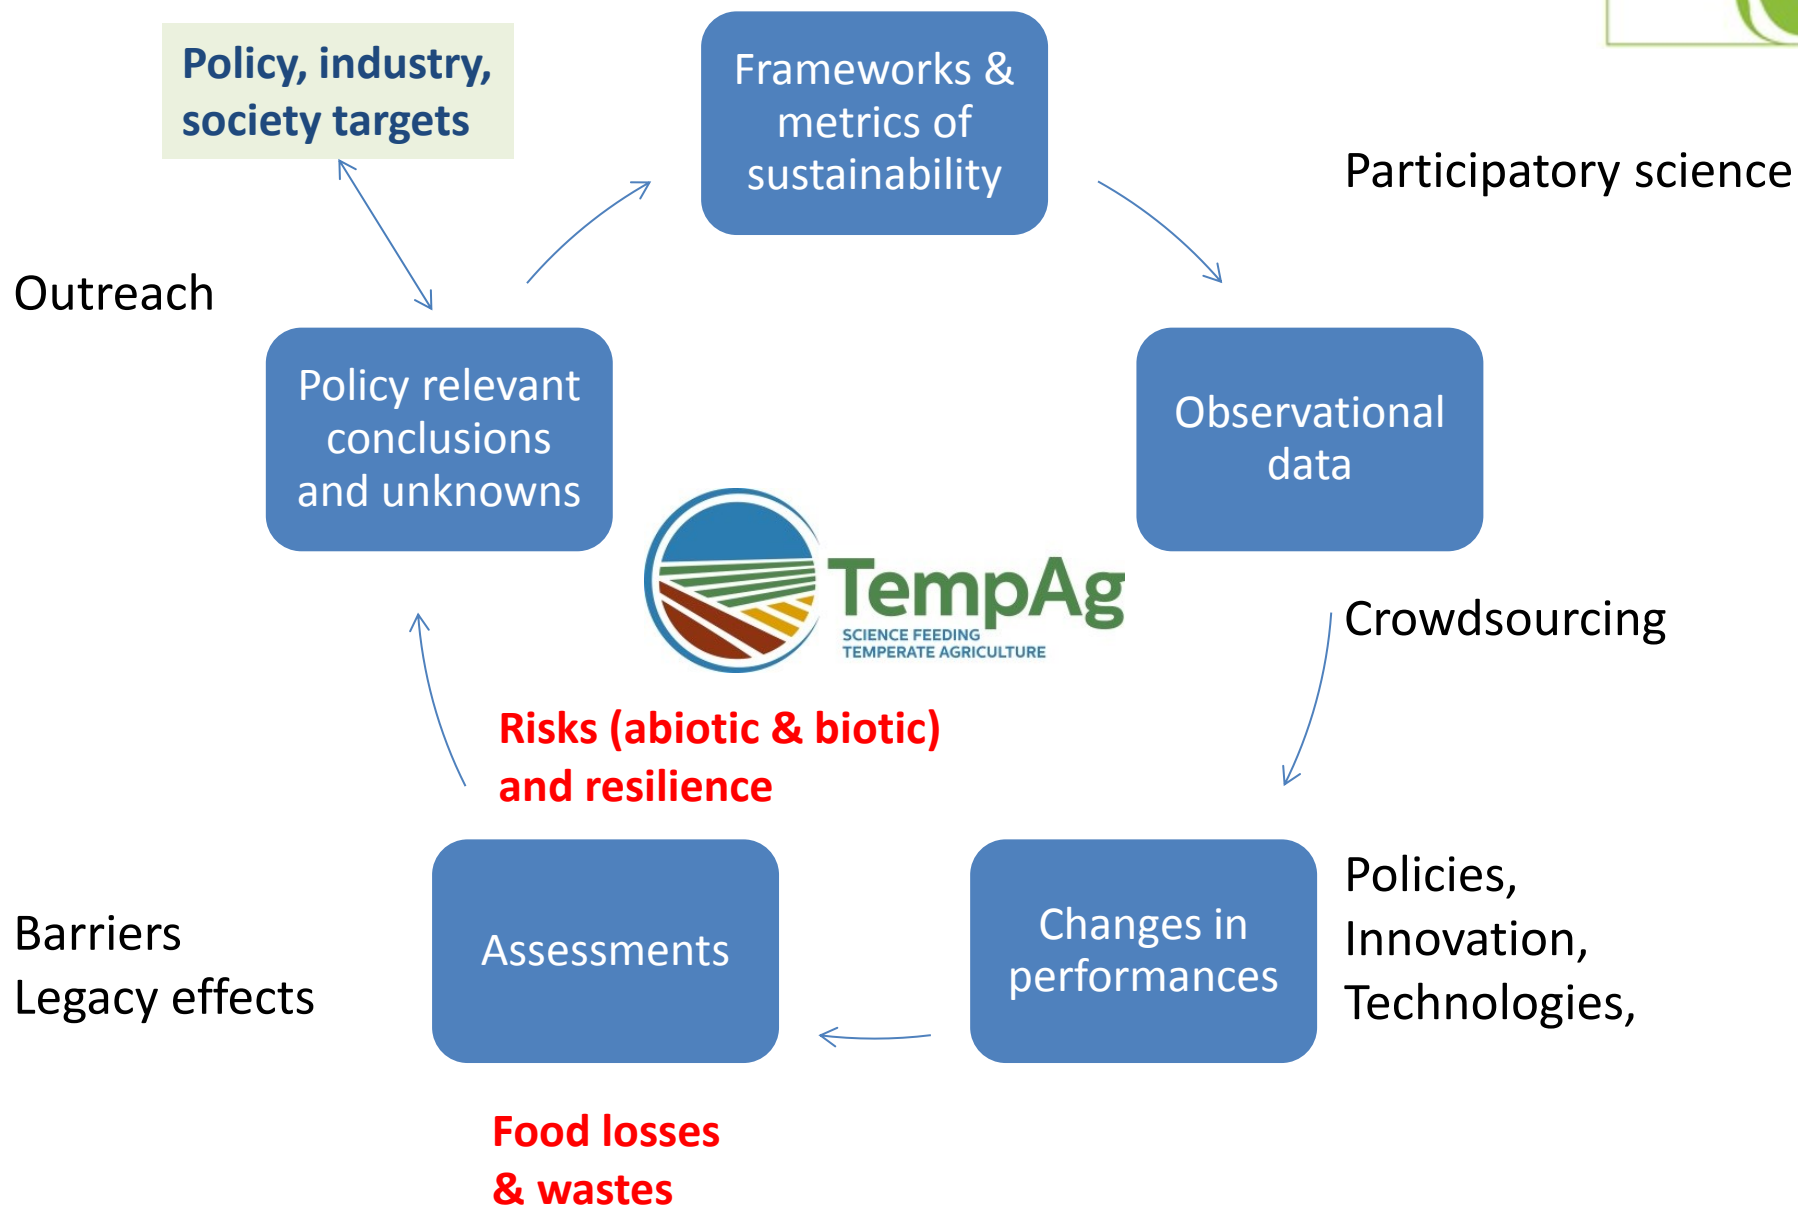 Policy, industry,
society targets
Frameworks &
metrics of
sustainability
Participatory science
Outreach
Policy relevant
conclusions
and unknowns
Observational
data
TempAg
SCIENCE FEEDING
TEMPERATE AGRICULTURE
Crowdsourcing
Risks (abiotic & biotic)
and resilience
Barriers
Legacy effects
Assessments
Changes in
performances
Policies,
Innovation,
Technologies,
Food losses
& wastes